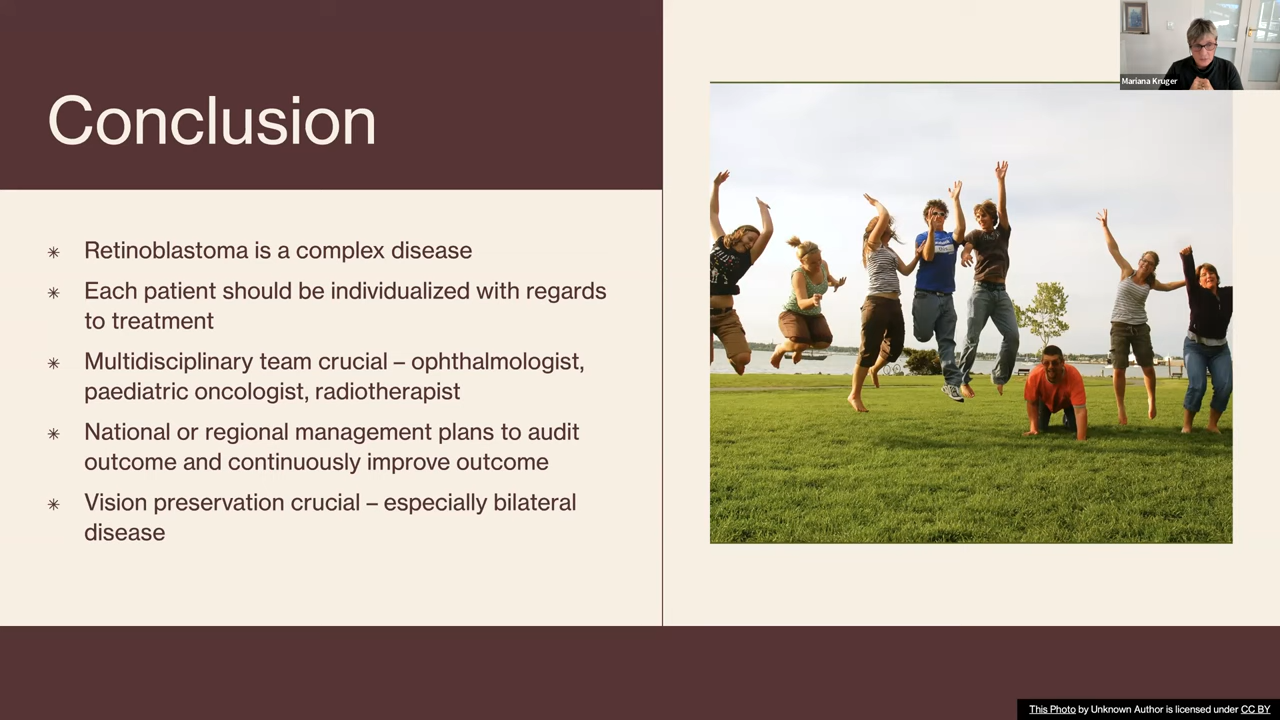 Conclusion
✳ Retinoblastoma is a complex disease
✳ Each patient should be individualized with regards
to treatment
✳ Multidisciplinary team crucial – ophthalmologist,
paediatric oncologist, radiotherapist
✳ National or regional management plans to audit
outcome and continuously improve outcome
✳ Vision preservation crucial – especially bilateral
disease
Mariana Kruger
This Photo by Unknown Author is licensed under CC BY